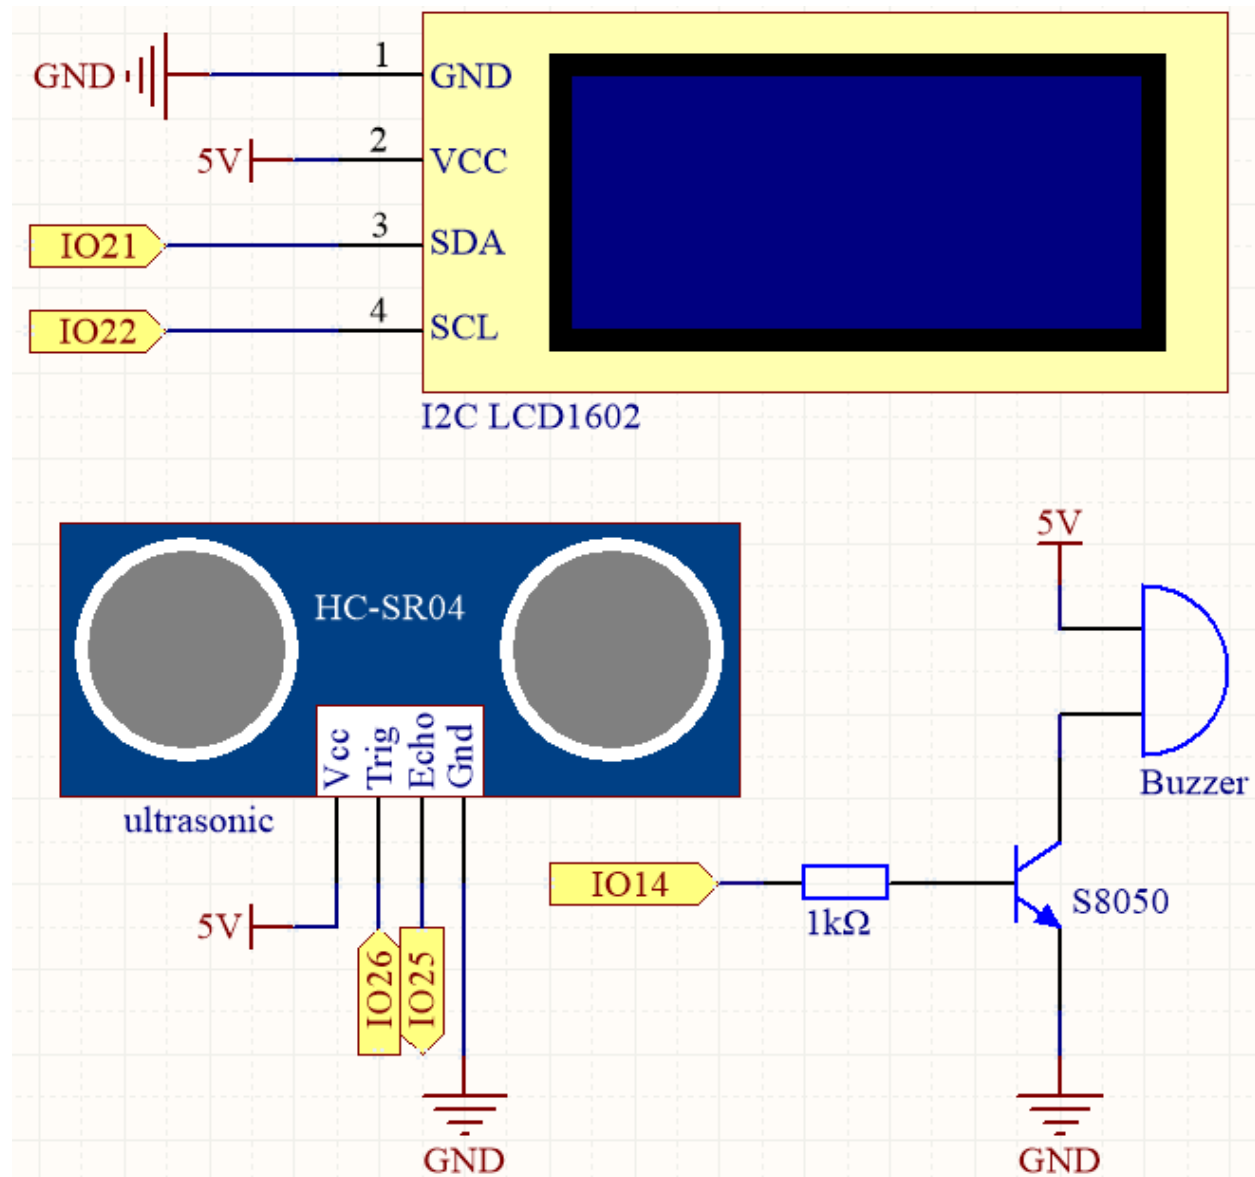 GND
1
GND
5V
2
VCC
IO21
3
SDA
IO22
4
SCL
I2C LCD1602
HC-SR04
Vcc
Trig
Echo
Gnd
ultrasonic
5V
IO26
IO25
GND
5V
Buzzer
IO14
1kΩ
S8050
GND